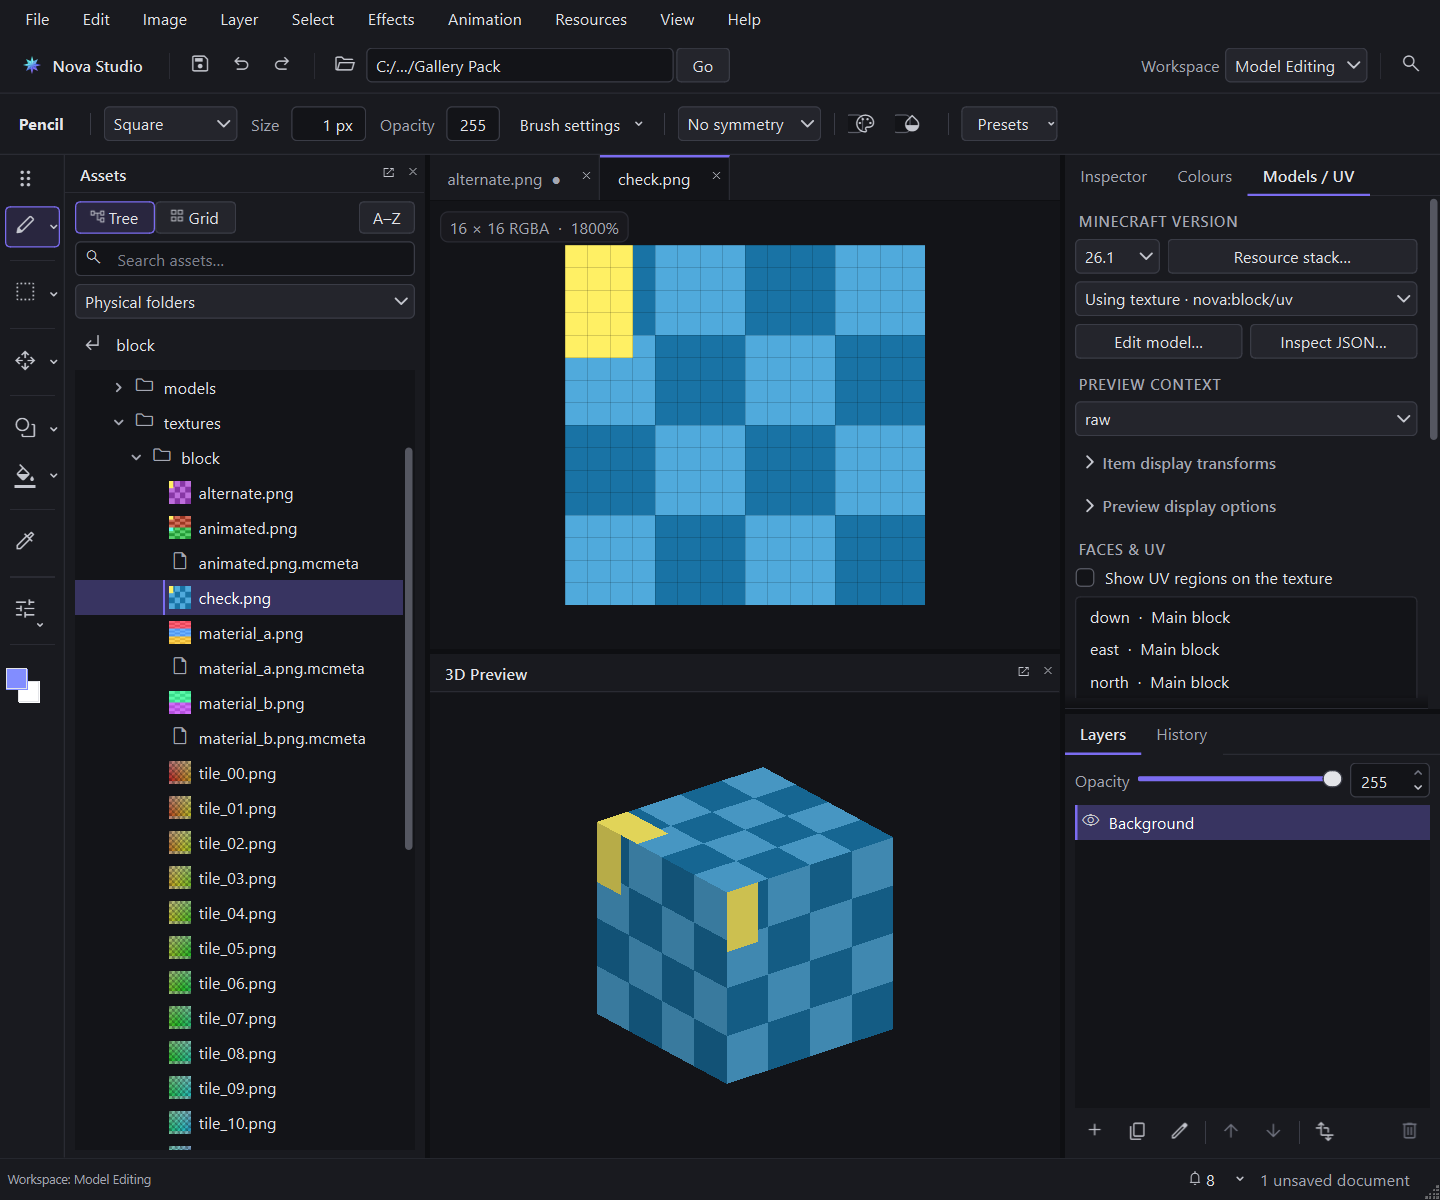 File Edit Image Layer Select Effects Animation Resources View Help
Nova Studio C:/.../Gallery Pack Go Workspace Model Editing
Pencil Square Size 1 px Opacity 255 Brush settings No symmetry Presets
Assets
Tree Grid A–Z
Search assets...
Physical folders
block
models
textures
block
alternate.png
animated.png
animated.png.mcmeta
check.png
material_a.png
material_a.png.mcmeta
material_b.png
material_b.png.mcmeta
tile_00.png
tile_01.png
tile_02.png
tile_03.png
tile_04.png
tile_05.png
tile_06.png
tile_07.png
tile_08.png
tile_09.png
tile_10.png
alternate.png ● × check.png ×
16 × 16 RGBA · 1800%
3D Preview
Inspector Colours Models / UV
MINECRAFT VERSION
26.1 Resource stack...
Using texture · nova:block/uv
Edit model... Inspect JSON...
PREVIEW CONTEXT
raw
Item display transforms
Preview display options
FACES & UV
Show UV regions on the texture
down · Main block
east · Main block
north · Main block
Layers History
Opacity 255
Background
Workspace: Model Editing 8 1 unsaved document